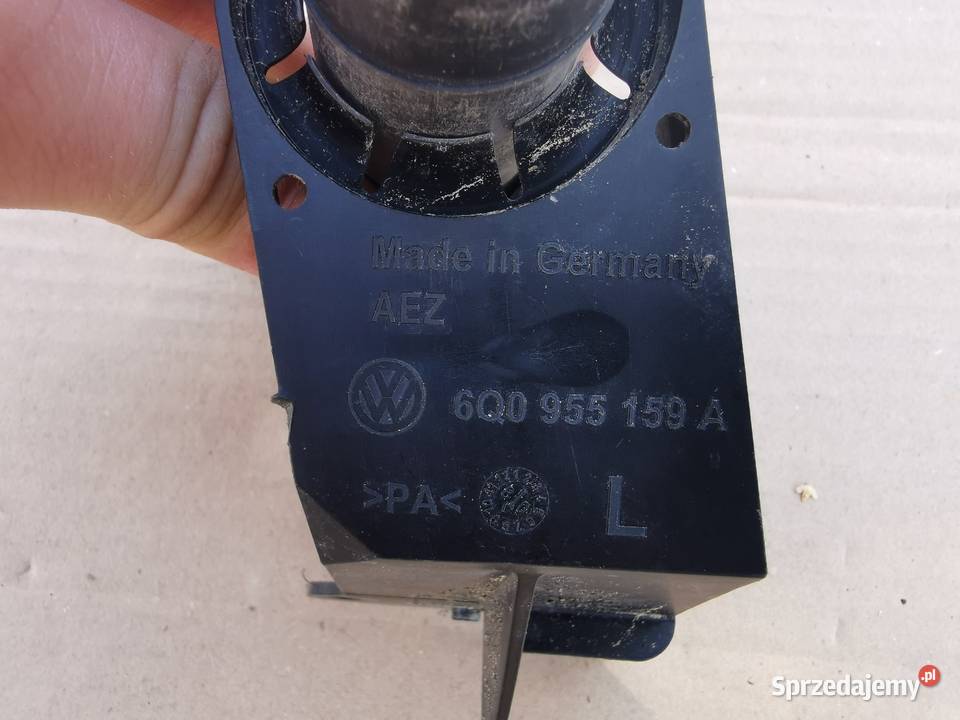 Made in Germany
AEZ
6Q0 955 159 A
>PA<
L
Sprzedajemy.pl